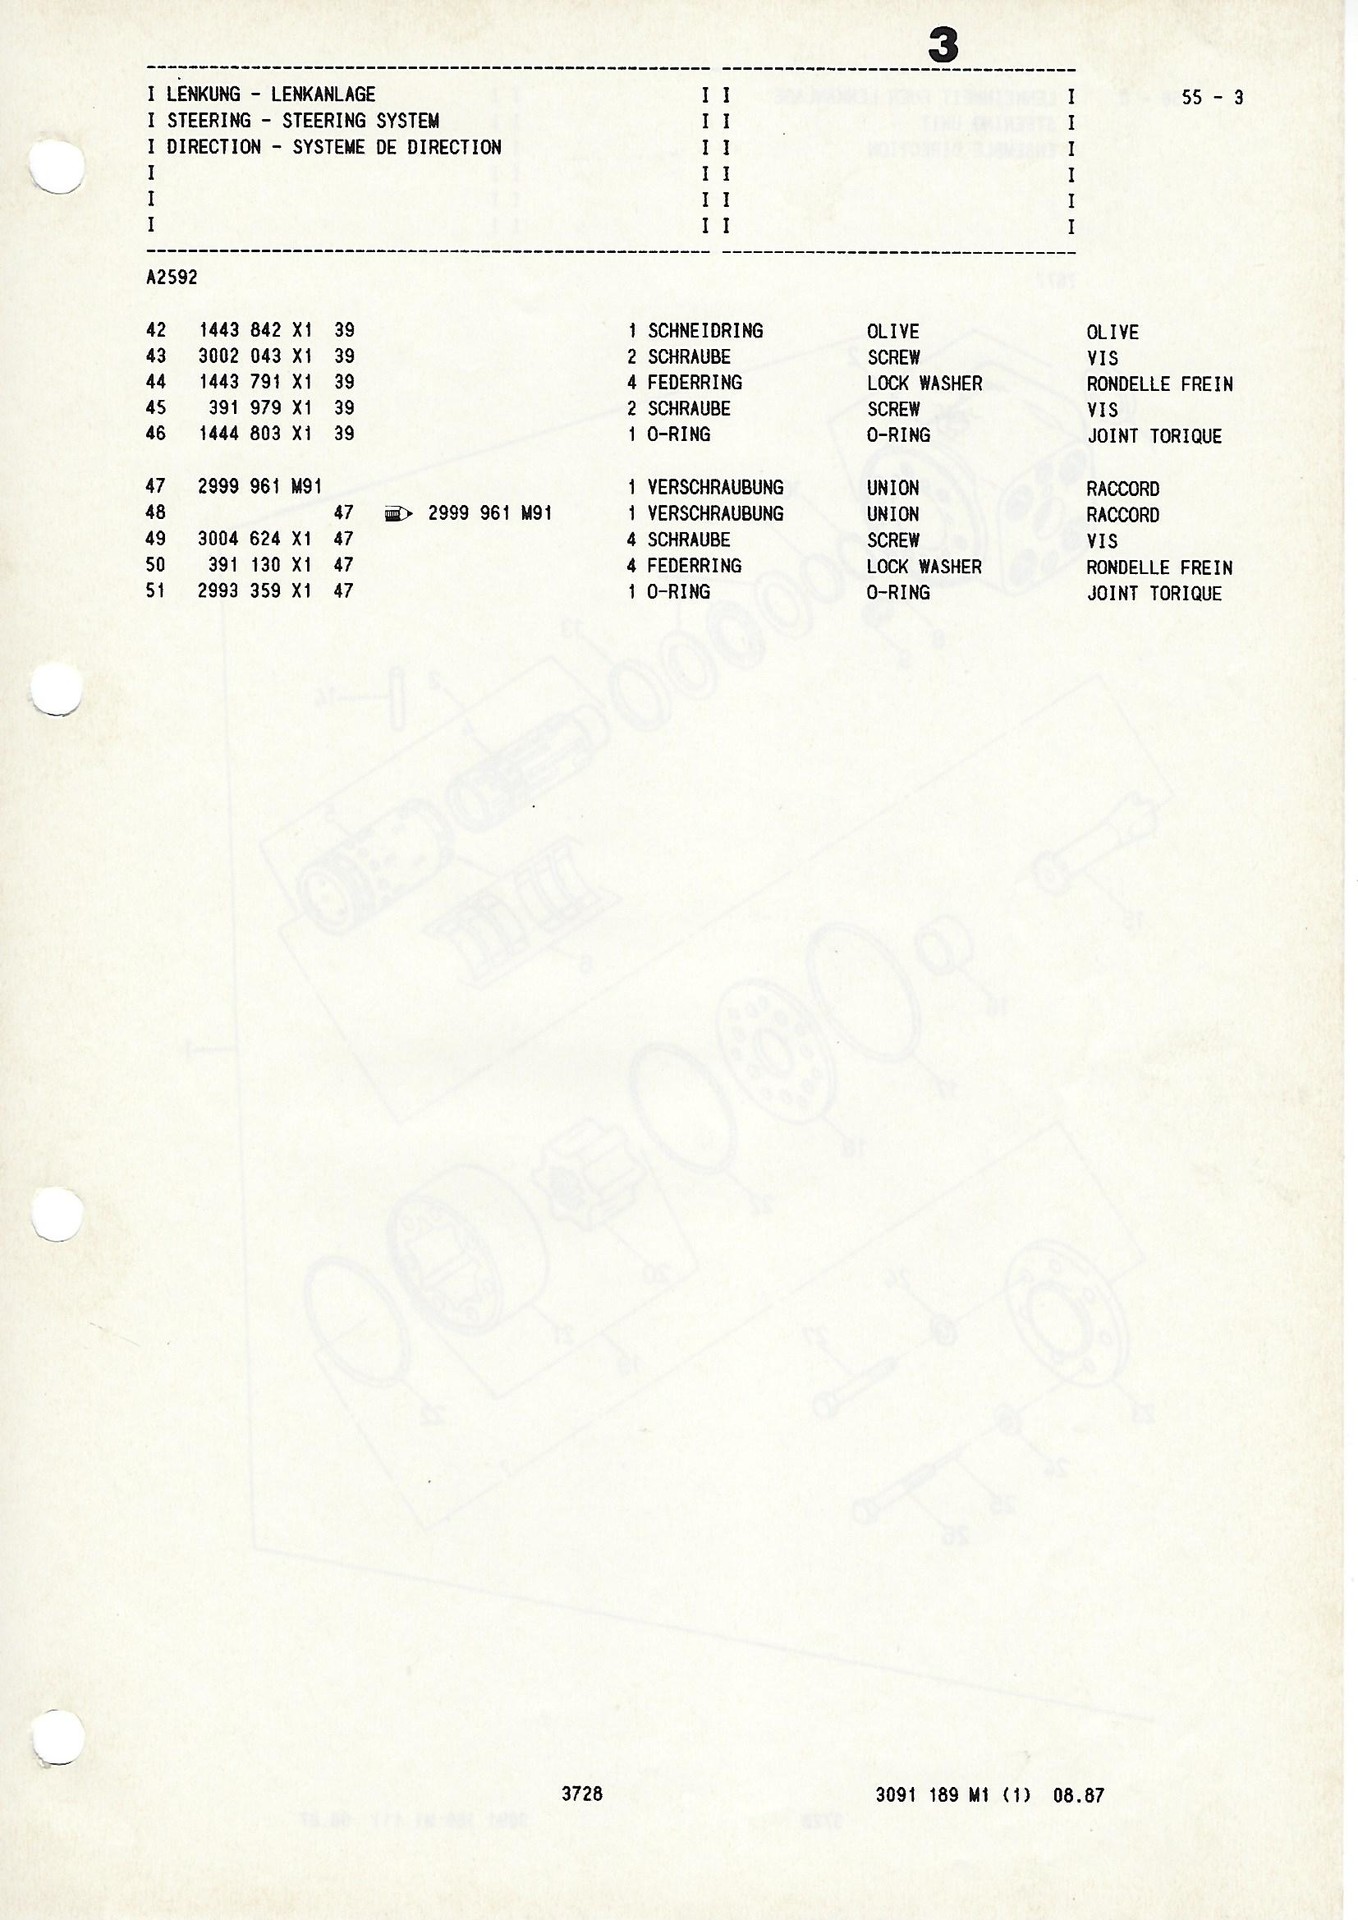 3
I LENKUNG - LENKANLAGE I I I 55 - 3
I STEERING - STEERING SYSTEM I I I
I DIRECTION - SYSTEME DE DIRECTION I I I
I I I I
I I I I
I I I I
A2592
42 1443 842 X1 39 1 SCHNEIDRING OLIVE OLIVE
43 3002 043 X1 39 2 SCHRAUBE SCREW VIS
44 1443 791 X1 39 4 FEDERRING LOCK WASHER RONDELLE FREIN
45 391 979 X1 39 2 SCHRAUBE SCREW VIS
46 1444 803 X1 39 1 O-RING O-RING JOINT TORIQUE
47 2999 961 M91 1 VERSCHRAUBUNG UNION RACCORD
48 47 2999 961 M91 1 VERSCHRAUBUNG UNION RACCORD
49 3004 624 X1 47 4 SCHRAUBE SCREW VIS
50 391 130 X1 47 4 FEDERRING LOCK WASHER RONDELLE FREIN
51 2993 359 X1 47 1 O-RING O-RING JOINT TORIQUE
3728 3091 189 M1 (1) 08.87